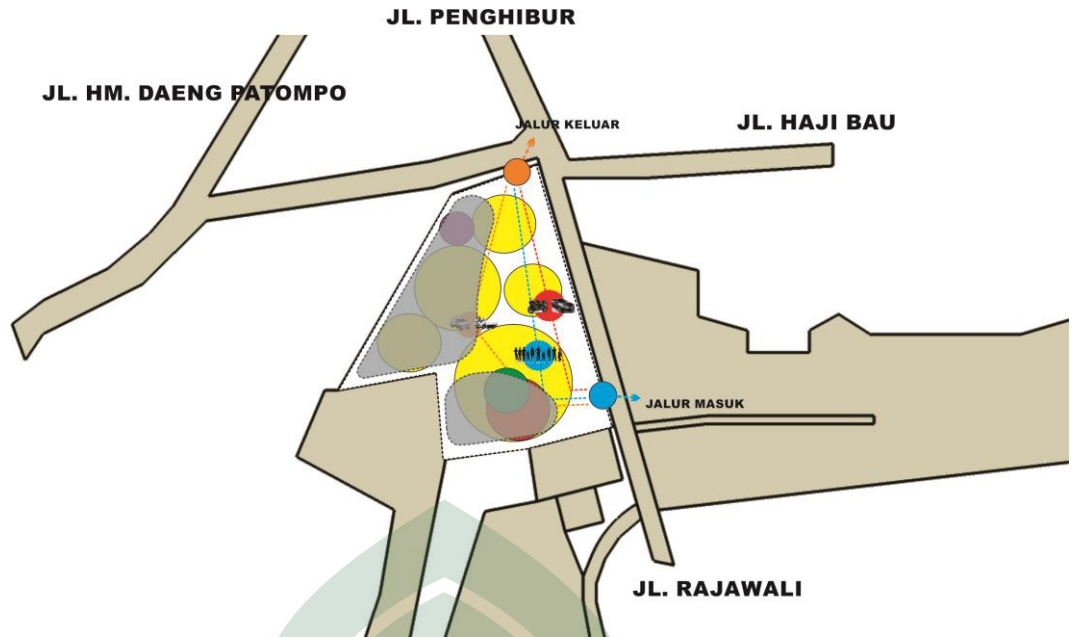 JL. PENGHIBUR
JL. HM. DAENG PATOMPO
JALUR KELUAR
JL. HAJI BAU
JALUR MASUK
JL. RAJAWALI